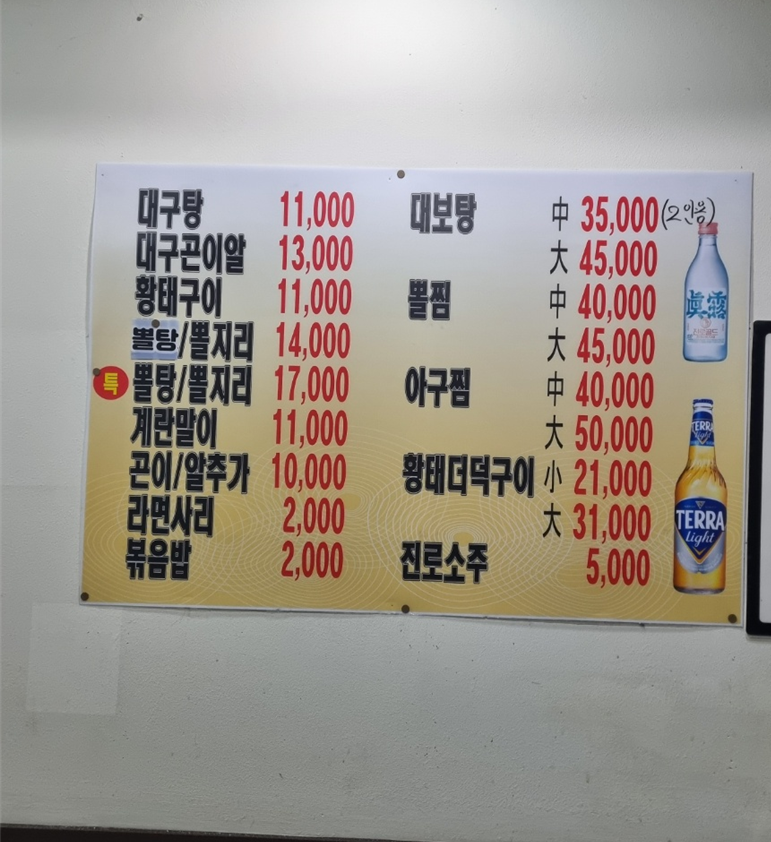 대구탕 11,000
대구곤이알 13,000
황태구이 11,000
뽈탕/뽈지리 14,000
특 뽈탕/뽈지리 17,000
계란말이 11,000
곤이/알추가 10,000
라면사리 2,000
볶음밥 2,000
대보탕 中 35,000 (2인용)
大 45,000
뽈찜 中 40,000
大 45,000
아구찜 中 40,000
大 50,000
황태더덕구이 小 21,000
大 31,000
진로소주 5,000
眞露
TERRA
TERRA
Light